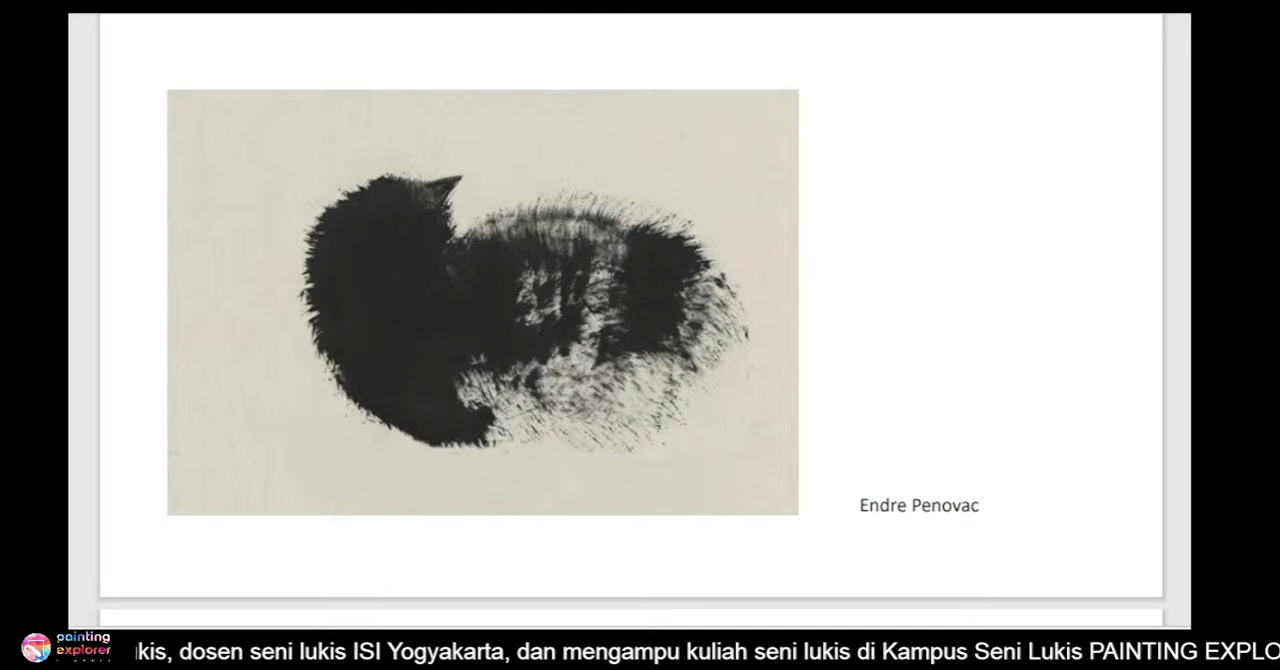 Endre Penovac
painting
explorer
kis, dosen seni lukis ISI Yogyakarta, dan mengampu kuliah seni lukis di Kampus Seni Lukis PAINTING EXPLO